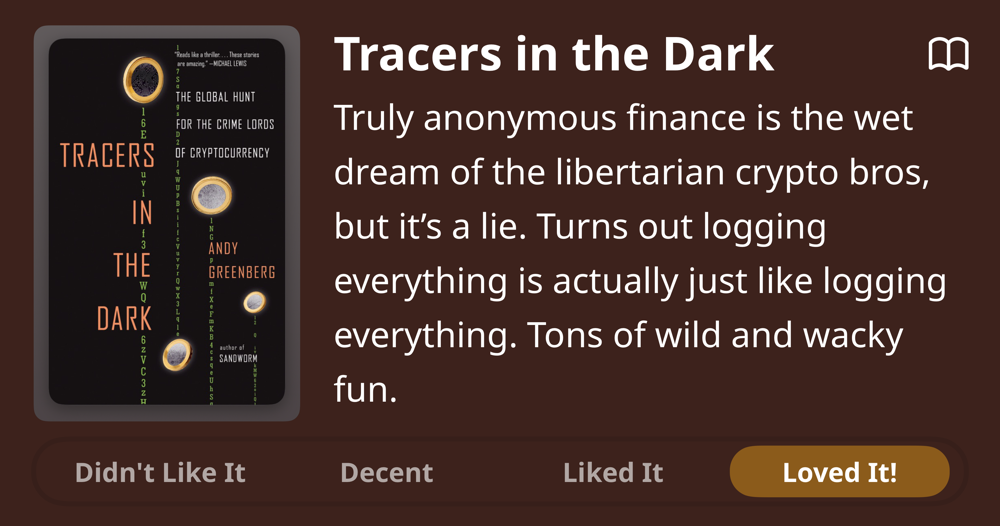 "Reads like a thriller. . . . These stories
are amazing." —MICHAEL LEWIS
THE GLOBAL HUNT
FOR THE CRIME LORDS
OF CRYPTOCURRENCY
TRACERS
IN
THE
DARK
ANDY
GREENBERG
author of
SANDWORM
Tracers in the Dark
Truly anonymous finance is the wet
dream of the libertarian crypto bros,
but it’s a lie. Turns out logging
everything is actually just like logging
everything. Tons of wild and wacky
fun.
Didn't Like It
Decent
Liked It
Loved It!